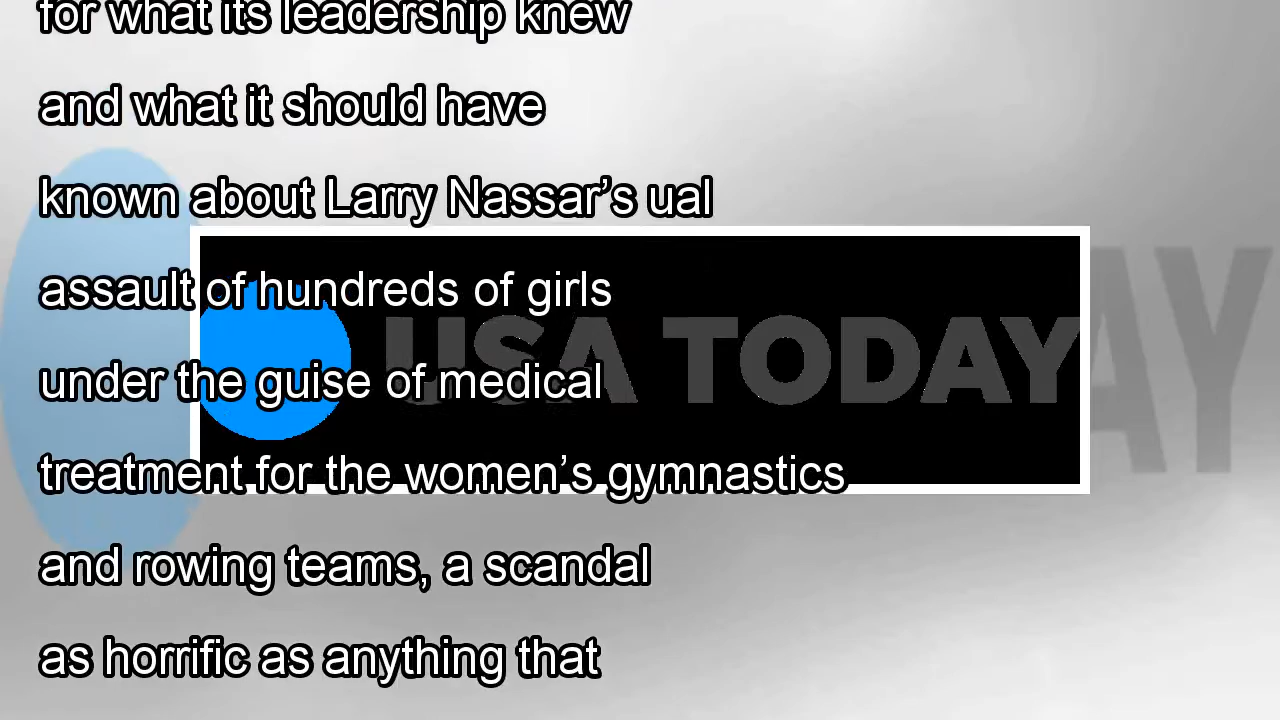 for what its leadership knew
and what it should have
known about Larry Nassar’s ual
assault of hundreds of girls
USA TODAY
AY
under the guise of medical
treatment for the women’s gymnastics
and rowing teams, a scandal
as horrific as anything that